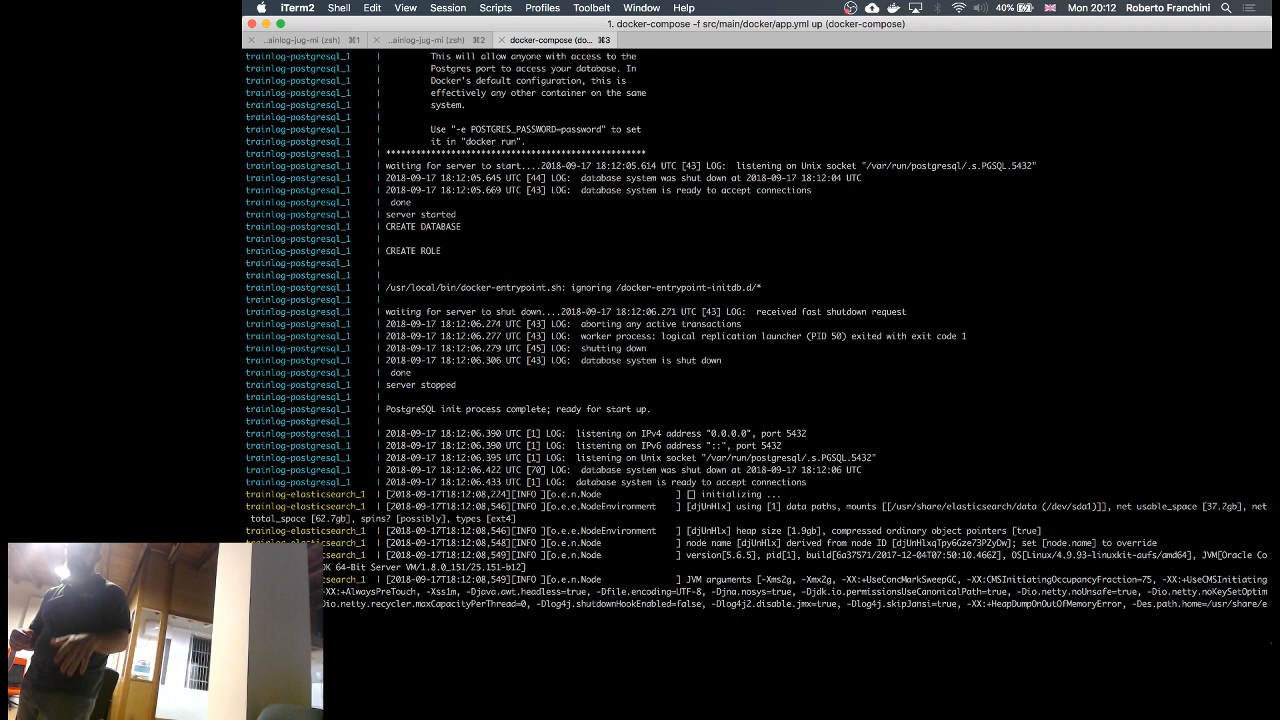 iTerm2 Shell Edit View Session Scripts Profiles Toolbelt Window Help 40% Mon 20:12 Roberto Franchini
1. docker-compose -f src/main/docker/app.yml up (docker-compose)
..ainlog-jug-mi (zsh) ⌘1 ..ainlog-jug-mi (zsh) ⌘2 docker-compose (do... ⌘3
trainlog-postgresql_1 | This will allow anyone with access to the
trainlog-postgresql_1 | Postgres port to access your database. In
trainlog-postgresql_1 | Docker's default configuration, this is
trainlog-postgresql_1 | effectively any other container on the same
trainlog-postgresql_1 | system.
trainlog-postgresql_1 |
trainlog-postgresql_1 | Use "-e POSTGRES_PASSWORD=password" to set
trainlog-postgresql_1 | it in "docker run".
trainlog-postgresql_1 | ****************************************************
trainlog-postgresql_1 | waiting for server to start....2018-09-17 18:12:05.614 UTC [43] LOG: listening on Unix socket "/var/run/postgresql/.s.PGSQL.5432"
trainlog-postgresql_1 | 2018-09-17 18:12:05.645 UTC [44] LOG: database system was shut down at 2018-09-17 18:12:04 UTC
trainlog-postgresql_1 | 2018-09-17 18:12:05.669 UTC [43] LOG: database system is ready to accept connections
trainlog-postgresql_1 | done
trainlog-postgresql_1 | server started
trainlog-postgresql_1 | CREATE DATABASE
trainlog-postgresql_1 |
trainlog-postgresql_1 | CREATE ROLE
trainlog-postgresql_1 |
trainlog-postgresql_1 |
trainlog-postgresql_1 | /usr/local/bin/docker-entrypoint.sh: ignoring /docker-entrypoint-initdb.d/*
trainlog-postgresql_1 |
trainlog-postgresql_1 | waiting for server to shut down....2018-09-17 18:12:06.271 UTC [43] LOG: received fast shutdown request
trainlog-postgresql_1 | 2018-09-17 18:12:06.274 UTC [43] LOG: aborting any active transactions
trainlog-postgresql_1 | 2018-09-17 18:12:06.277 UTC [43] LOG: worker process: logical replication launcher (PID 50) exited with exit code 1
trainlog-postgresql_1 | 2018-09-17 18:12:06.279 UTC [45] LOG: shutting down
trainlog-postgresql_1 | 2018-09-17 18:12:06.306 UTC [43] LOG: database system is shut down
trainlog-postgresql_1 | done
trainlog-postgresql_1 | server stopped
trainlog-postgresql_1 |
trainlog-postgresql_1 | PostgreSQL init process complete; ready for start up.
trainlog-postgresql_1 |
trainlog-postgresql_1 | 2018-09-17 18:12:06.390 UTC [1] LOG: listening on IPv4 address "0.0.0.0", port 5432
trainlog-postgresql_1 | 2018-09-17 18:12:06.390 UTC [1] LOG: listening on IPv6 address "::", port 5432
trainlog-postgresql_1 | 2018-09-17 18:12:06.395 UTC [1] LOG: listening on Unix socket "/var/run/postgresql/.s.PGSQL.5432"
trainlog-postgresql_1 | 2018-09-17 18:12:06.422 UTC [70] LOG: database system was shut down at 2018-09-17 18:12:06 UTC
trainlog-postgresql_1 | 2018-09-17 18:12:06.433 UTC [1] LOG: database system is ready to accept connections
trainlog-elasticsearch_1 | [2018-09-17T18:12:08,224][INFO ][o.e.n.Node ] [] initializing ...
trainlog-elasticsearch_1 | [2018-09-17T18:12:08,546][INFO ][o.e.e.NodeEnvironment ] [djUnHlx] using [1] data paths, mounts [[/usr/share/elasticsearch/data (/dev/sda1)]], net usable_space [37.2gb], net
total_space [62.7gb], spins? [possibly], types [ext4]
trainlog-elasticsearch_1 | [2018-09-17T18:12:08,546][INFO ][o.e.e.NodeEnvironment ] [djUnHlx] heap size [1.9gb], compressed ordinary object pointers [true]
trainlog-elasticsearch_1 | [2018-09-17T18:12:08,548][INFO ][o.e.n.Node ] node name [djUnHlx] derived from node ID [djUnHlxqTpy6Gze73PZyDw]; set [node.name] to override
csearch_1 | [2018-09-17T18:12:08,549][INFO ][o.e.n.Node ] version[5.6.5], pid[1], build[6a37571/2017-12-04T07:50:10.466Z], OS[Linux/4.9.93-linuxkit-aufs/amd64], JVM[Oracle Co
DK 64-Bit Server VM/1.8.0_151/25.151-b12]
csearch_1 | [2018-09-17T18:12:08,549][INFO ][o.e.n.Node ] JVM arguments [-Xms2g, -Xmx2g, -XX:+UseConcMarkSweepGC, -XX:CMSInitiatingOccupancyFraction=75, -XX:+UseCMSInitiating
-XX:+AlwaysPreTouch, -Xss1m, -Djava.awt.headless=true, -Dfile.encoding=UTF-8, -Djna.nosys=true, -Djdk.io.permissionsUseCanonicalPath=true, -Dio.netty.noUnsafe=true, -Dio.netty.noKeySetOptim
Dio.netty.recycler.maxCapacityPerThread=0, -Dlog4j.shutdownHookEnabled=false, -Dlog4j2.disable.jmx=true, -Dlog4j.skipJansi=true, -XX:+HeapDumpOnOutOfMemoryError, -Des.path.home=/usr/share/e